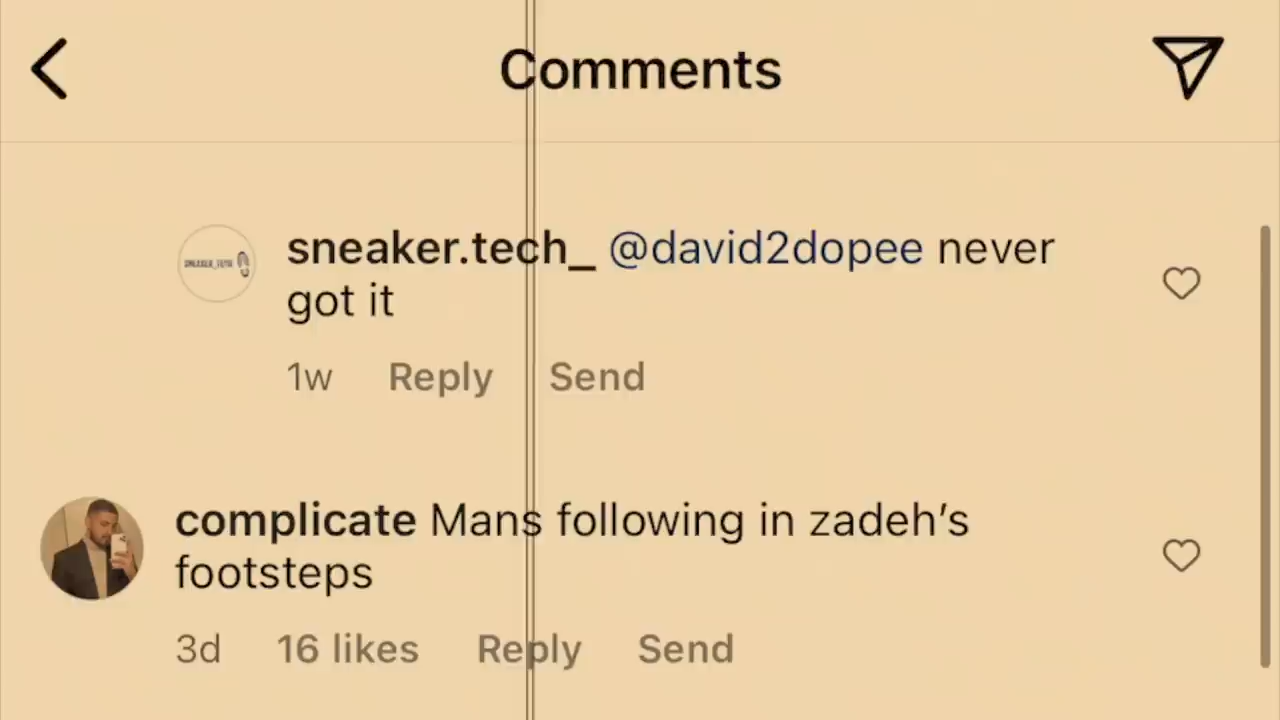 Comments
sneaker.tech_ @david2dopee never
got it
1w Reply Send
complicate Mans following in zadeh’s
footsteps
3d 16 likes Reply Send